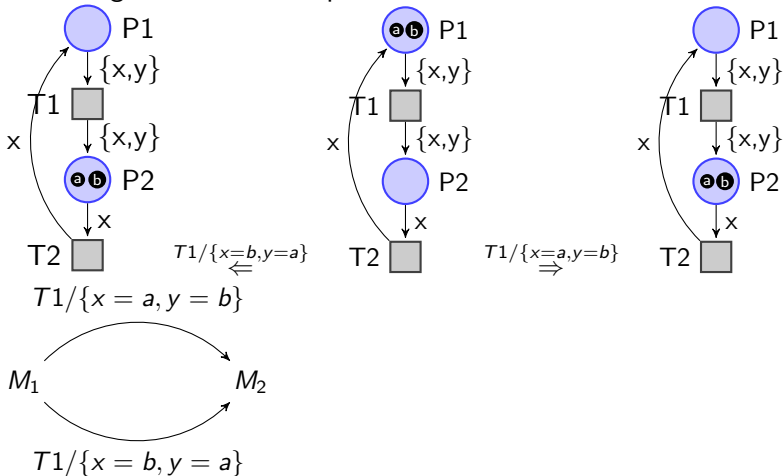 P1
a b
P1
P1
{x,y}
{x,y}
{x,y}
T1
T1
T1
x
{x,y}
x
{x,y}
x
{x,y}
a b
P2
P2
a b
P2
x
x
x
T2
T1/{x=b,y=a}
⇐
T2
T1/{x=a,y=b}
⇒
T2
T1/{x = a, y = b}
M1
M2
T1/{x = b, y = a}